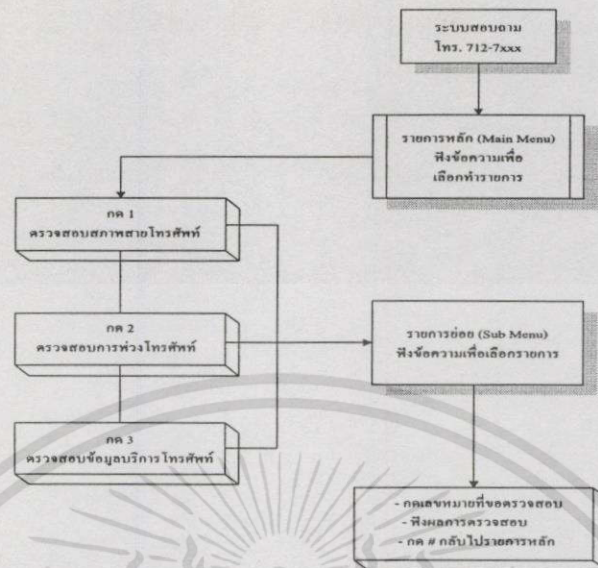 ระบบสอบถาม
โทร. 712-7xxx
รายการหลัก (Main Menu)
ฟังข้อความเพื่อ
เลือกทำรายการ
กด 1
ตรวจสอบสภาพสายโทรศัพท์
กด 2
ตรวจสอบการพ่วงโทรศัพท์
รายการย่อย (Sub Menu)
ฟังข้อความเพื่อเลือกรายการ
กด 3
ตรวจสอบข้อมูลบริการโทรศัพท์
- กดเลขหมายที่ขอตรวจสอบ
- ฟังผลการตรวจสอบ
- กด # กลับไปรายการหลัก